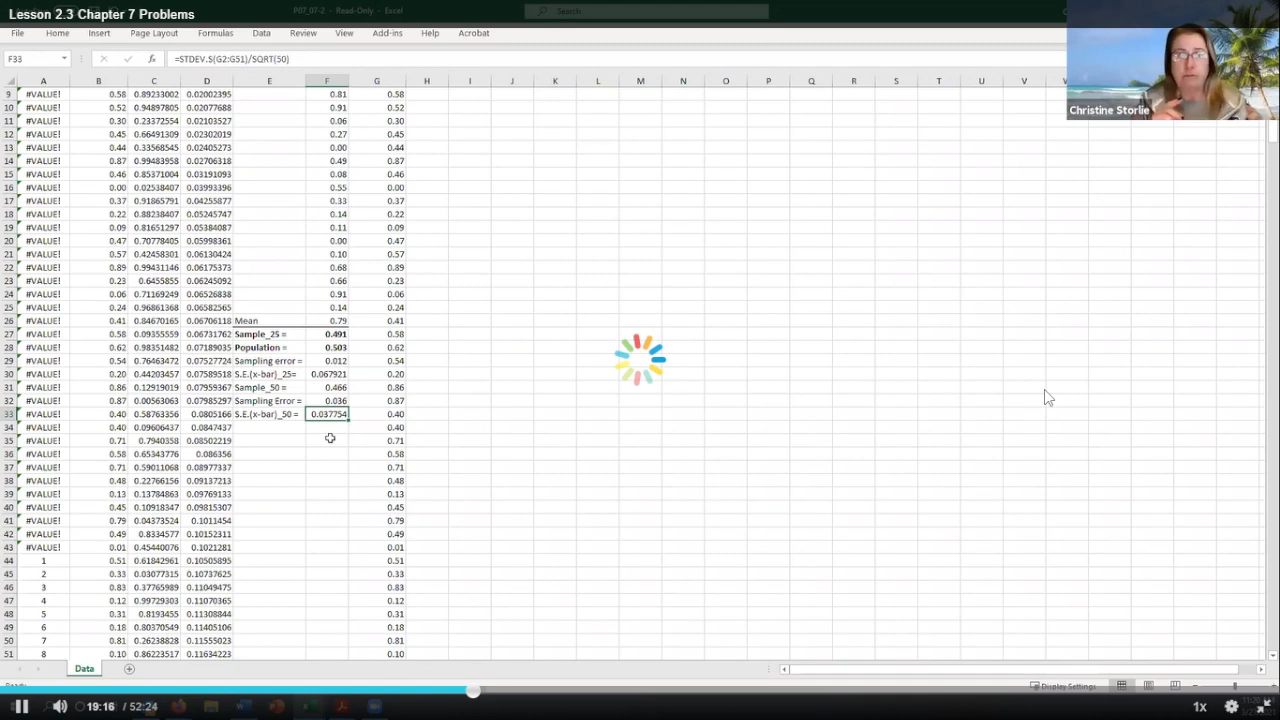 Lesson 2.3 Chapter 7 Problems
P07_07-2 - Read-Only - Excel
Search
File Home Insert Page Layout Formulas Data Review View Add-ins Help Acrobat
F33 fx =STDEV.S(G2:G51)/SQRT(50)
Christine Storlie
A B C D E F G H I J K L M N O P Q R S T U V
9 #VALUE! 0.58 0.89233002 0.02002395 0.81 0.58
10 #VALUE! 0.52 0.94897805 0.02077688 0.91 0.52
11 #VALUE! 0.30 0.23372554 0.02103527 0.06 0.30
12 #VALUE! 0.45 0.66491309 0.02302019 0.27 0.45
13 #VALUE! 0.44 0.33568545 0.02405273 0.00 0.44
14 #VALUE! 0.87 0.99483958 0.02706318 0.49 0.87
15 #VALUE! 0.46 0.85371004 0.03191093 0.08 0.46
16 #VALUE! 0.00 0.02538407 0.03993396 0.55 0.00
17 #VALUE! 0.37 0.91865791 0.04255877 0.33 0.37
18 #VALUE! 0.22 0.88238407 0.05245747 0.14 0.22
19 #VALUE! 0.09 0.81651297 0.05384087 0.11 0.09
20 #VALUE! 0.47 0.70778405 0.05998361 0.00 0.47
21 #VALUE! 0.57 0.42458301 0.06130424 0.10 0.57
22 #VALUE! 0.89 0.99431146 0.06175373 0.68 0.89
23 #VALUE! 0.23 0.6455855 0.06245092 0.66 0.23
24 #VALUE! 0.06 0.71169249 0.06526838 0.91 0.06
25 #VALUE! 0.24 0.96861368 0.06582565 0.14 0.24
26 #VALUE! 0.41 0.84670165 0.06706118 Mean 0.79 0.41
27 #VALUE! 0.58 0.09355559 0.06731762 Sample_25 = 0.491 0.58
28 #VALUE! 0.62 0.98351482 0.07189035 Population = 0.503 0.62
29 #VALUE! 0.54 0.76463472 0.07527724 Sampling error = 0.012 0.54
30 #VALUE! 0.20 0.44203457 0.07589518 S.E.(x-bar)_25= 0.067921 0.20
31 #VALUE! 0.86 0.12919019 0.07959367 Sample_50 = 0.466 0.86
32 #VALUE! 0.87 0.00563063 0.07985297 Sampling Error = 0.036 0.87
33 #VALUE! 0.40 0.58763356 0.0805166 S.E.(x-bar)_50 = 0.037754 0.40
34 #VALUE! 0.40 0.09606437 0.0847437 0.40
35 #VALUE! 0.71 0.7940358 0.08502219 0.71
36 #VALUE! 0.58 0.65343776 0.086356 0.58
37 #VALUE! 0.71 0.59011068 0.08977337 0.71
38 #VALUE! 0.48 0.22766156 0.09137213 0.48
39 #VALUE! 0.13 0.13784863 0.09769133 0.13
40 #VALUE! 0.45 0.10918347 0.09815307 0.45
41 #VALUE! 0.79 0.04373524 0.1011454 0.79
42 #VALUE! 0.49 0.8334577 0.10152311 0.49
43 #VALUE! 0.01 0.45440076 0.1021281 0.01
44 1 0.51 0.61842961 0.10505895 0.51
45 2 0.33 0.03077315 0.10737625 0.33
46 3 0.83 0.37765989 0.11049475 0.83
47 4 0.12 0.99729303 0.11070365 0.12
48 5 0.31 0.8193455 0.11308844 0.31
49 6 0.18 0.80370549 0.11405106 0.18
50 7 0.81 0.26238828 0.11555023 0.81
51 8 0.10 0.86223517 0.11634223 0.10
Data
Display Settings
19:16 / 52:24 1x